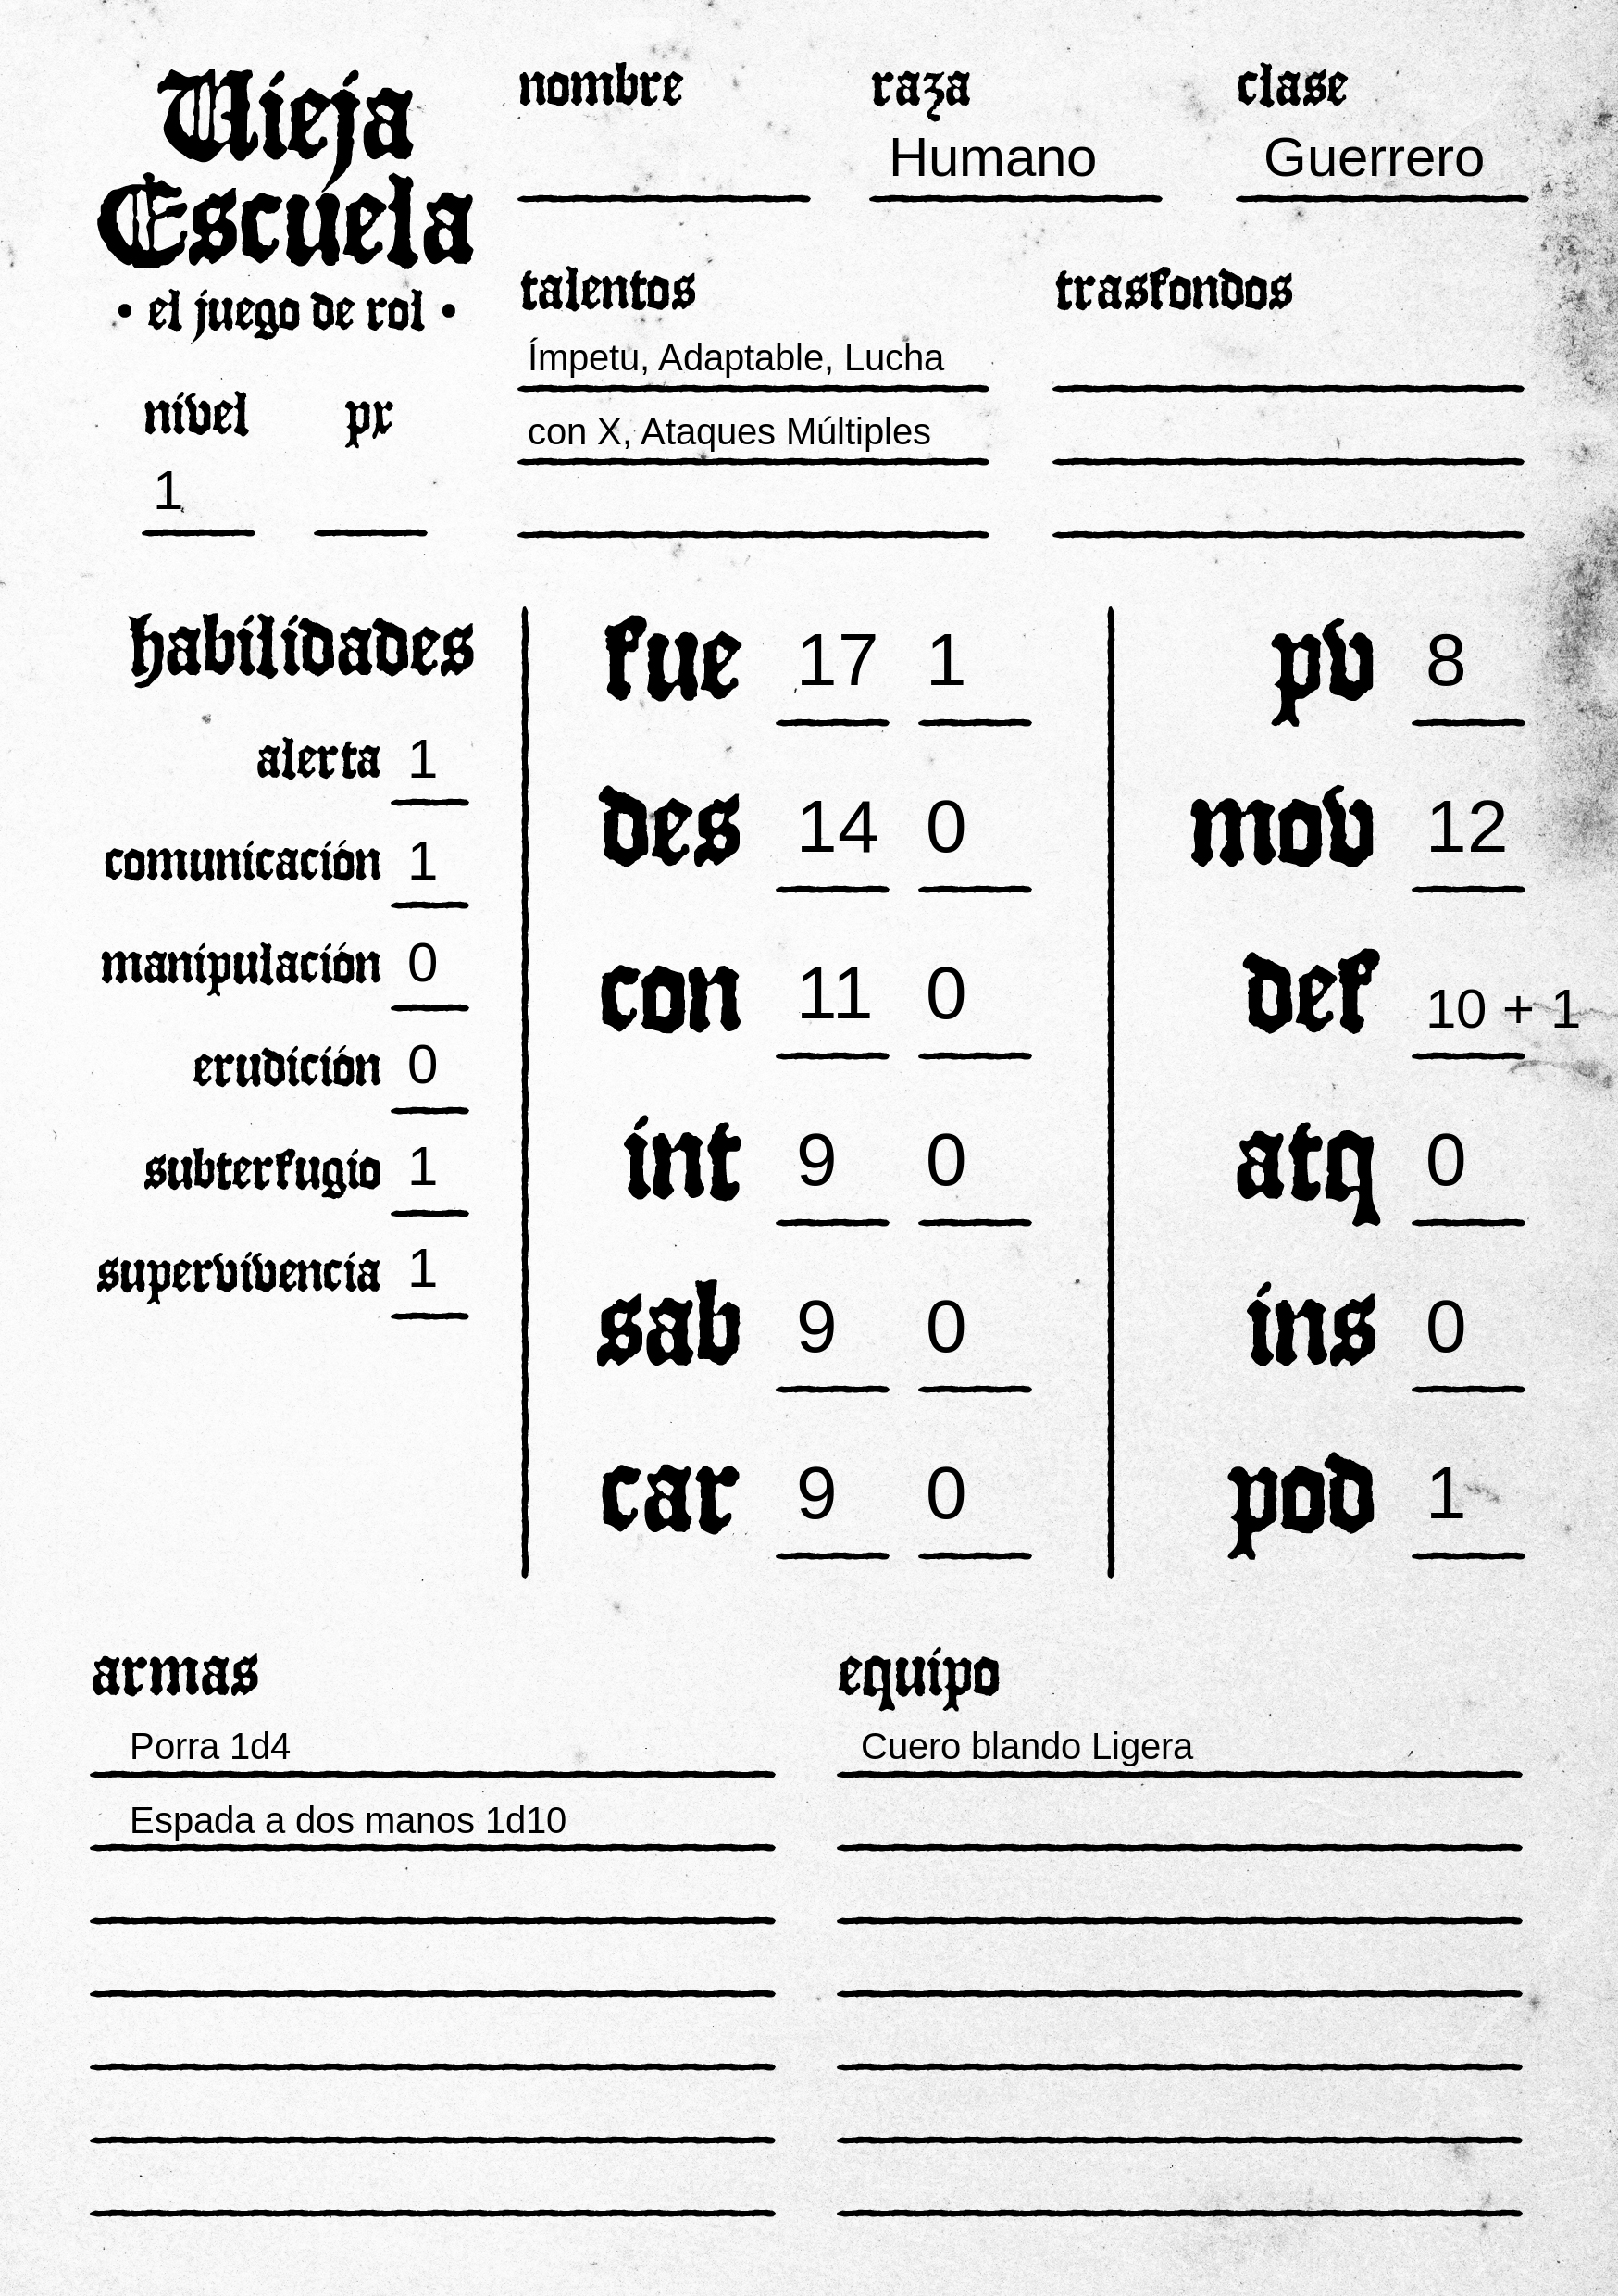 Vieja
Escuela
• el juego de rol •
nombre
raza
Humano
clase
Guerrero
talentos
Ímpetu, Adaptable, Lucha
con X, Ataques Múltiples
trasfondos
nivel
1
px
habilidades
alerta 1
comunicación 1
manipulación 0
erudición 0
subterfugio 1
supervivencia 1
fue 17 1
des 14 0
con 11 0
int 9 0
sab 9 0
car 9 0
pv 8
mov 12
def 10 + 1
atq 0
ins 0
pod 1
armas
Porra 1d4
Espada a dos manos 1d10
equipo
Cuero blando Ligera